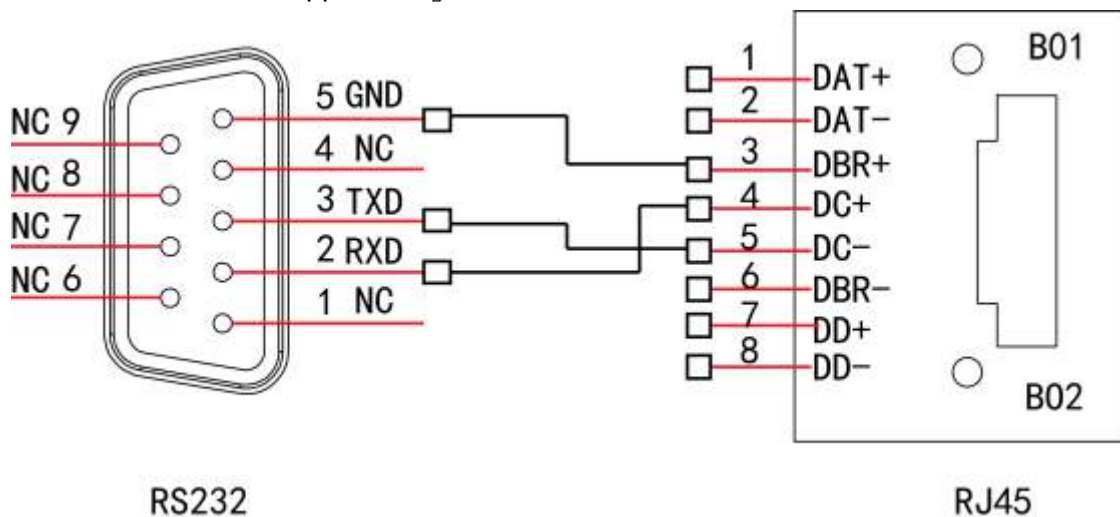 5 GND
NC 9
4 NC
NC 8
3 TXD
NC 7
2 RXD
NC 6
1 NC
RS232
1 DAT+
2 DAT-
3 DBR+
4 DC+
5 DC-
6 DBR-
7 DD+
8 DD-
B01
B02
RJ45